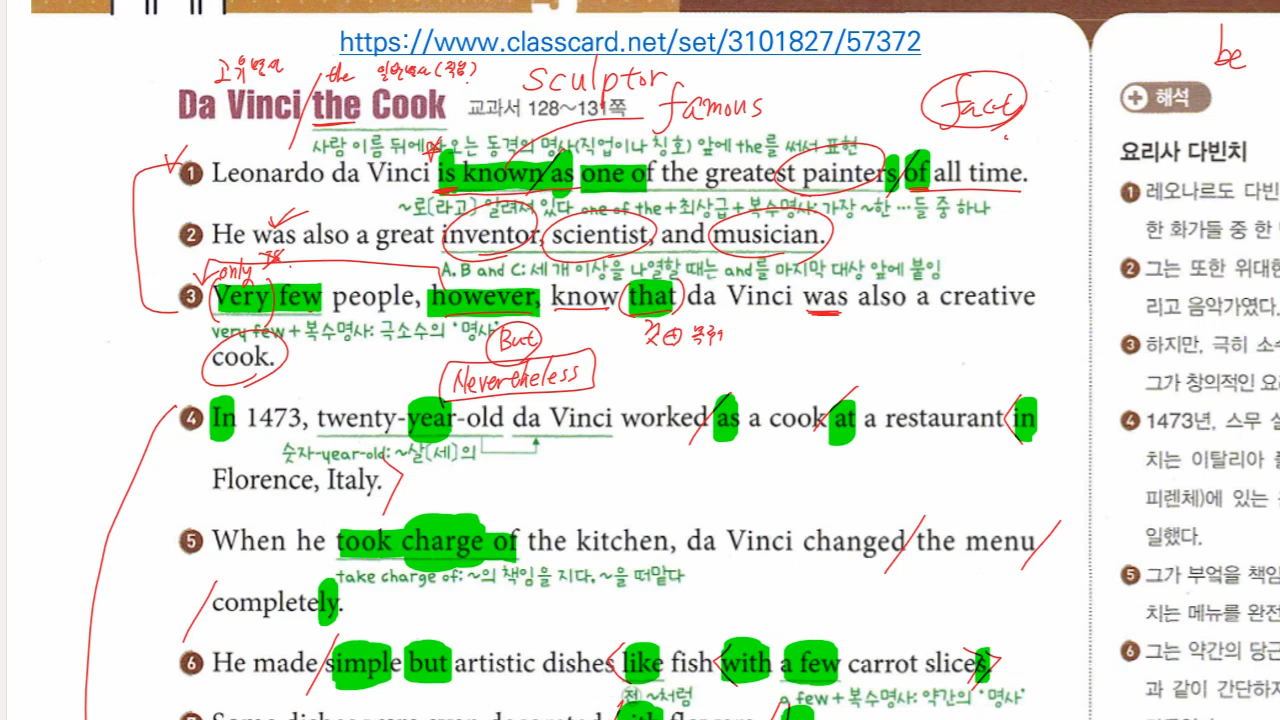 https://www.classcard.net/set/3101827/57372
be
고유명사 / the 일반명사(직업)
sculptor
famous
fact
Da Vinci the Cook 교과서 128~131쪽
사람 이름 뒤에 나오는 동격의 명사(직업이나 칭호) 앞에 the를 써서 표현
1 Leonardo da Vinci is known as one of the greatest painters of all time.
~로[라고] 알려져 있다 one of the+최상급+복수명사: 가장 ~한 …들 중 하나
2 He was also a great inventor, scientist, and musician.
A, B and C: 세 개 이상을 나열할 때는 and를 마지막 대상 앞에 붙임
only
3 Very few people, however, know that da Vinci was also a creative
very few+복수명사: 극소수의 '명사'
But
cook.
Nevertheless
4 In 1473, twenty-year-old da Vinci worked as a cook at a restaurant in
숫자-year-old: ~살[세]의
Florence, Italy.
5 When he took charge of the kitchen, da Vinci changed the menu
take charge of: ~의 책임을 지다, ~을 떠맡다
completely.
6 He made simple but artistic dishes like fish with a few carrot slices.
전 ~처럼 a few+복수명사: 약간의 '명사'
Some dishes were even decorated with flowers
+ 해석
요리사 다빈치
1 레오나르도 다빈
한 화가들 중 한
2 그는 또한 위대한
리고 음악가였다.
3 하지만, 극히 소수
그가 창의적인 요리
4 1473년, 스무 살
치는 이탈리아 플
피렌체)에 있는
일했다.
5 그가 부엌을 책임
치는 메뉴를 완전
6 그는 약간의 당근
과 같이 간단하지